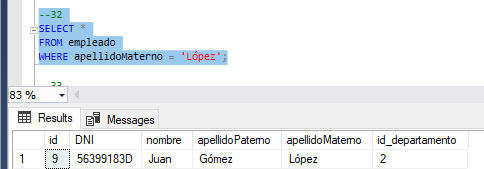 --32
SELECT *
FROM empleado
WHERE apellidoMaterno = 'López';
83 %
Results Messages
id DNI nombre apellidoPaterno apellidoMaterno id_departamento
1 9 56399183D Juan Gómez López 2